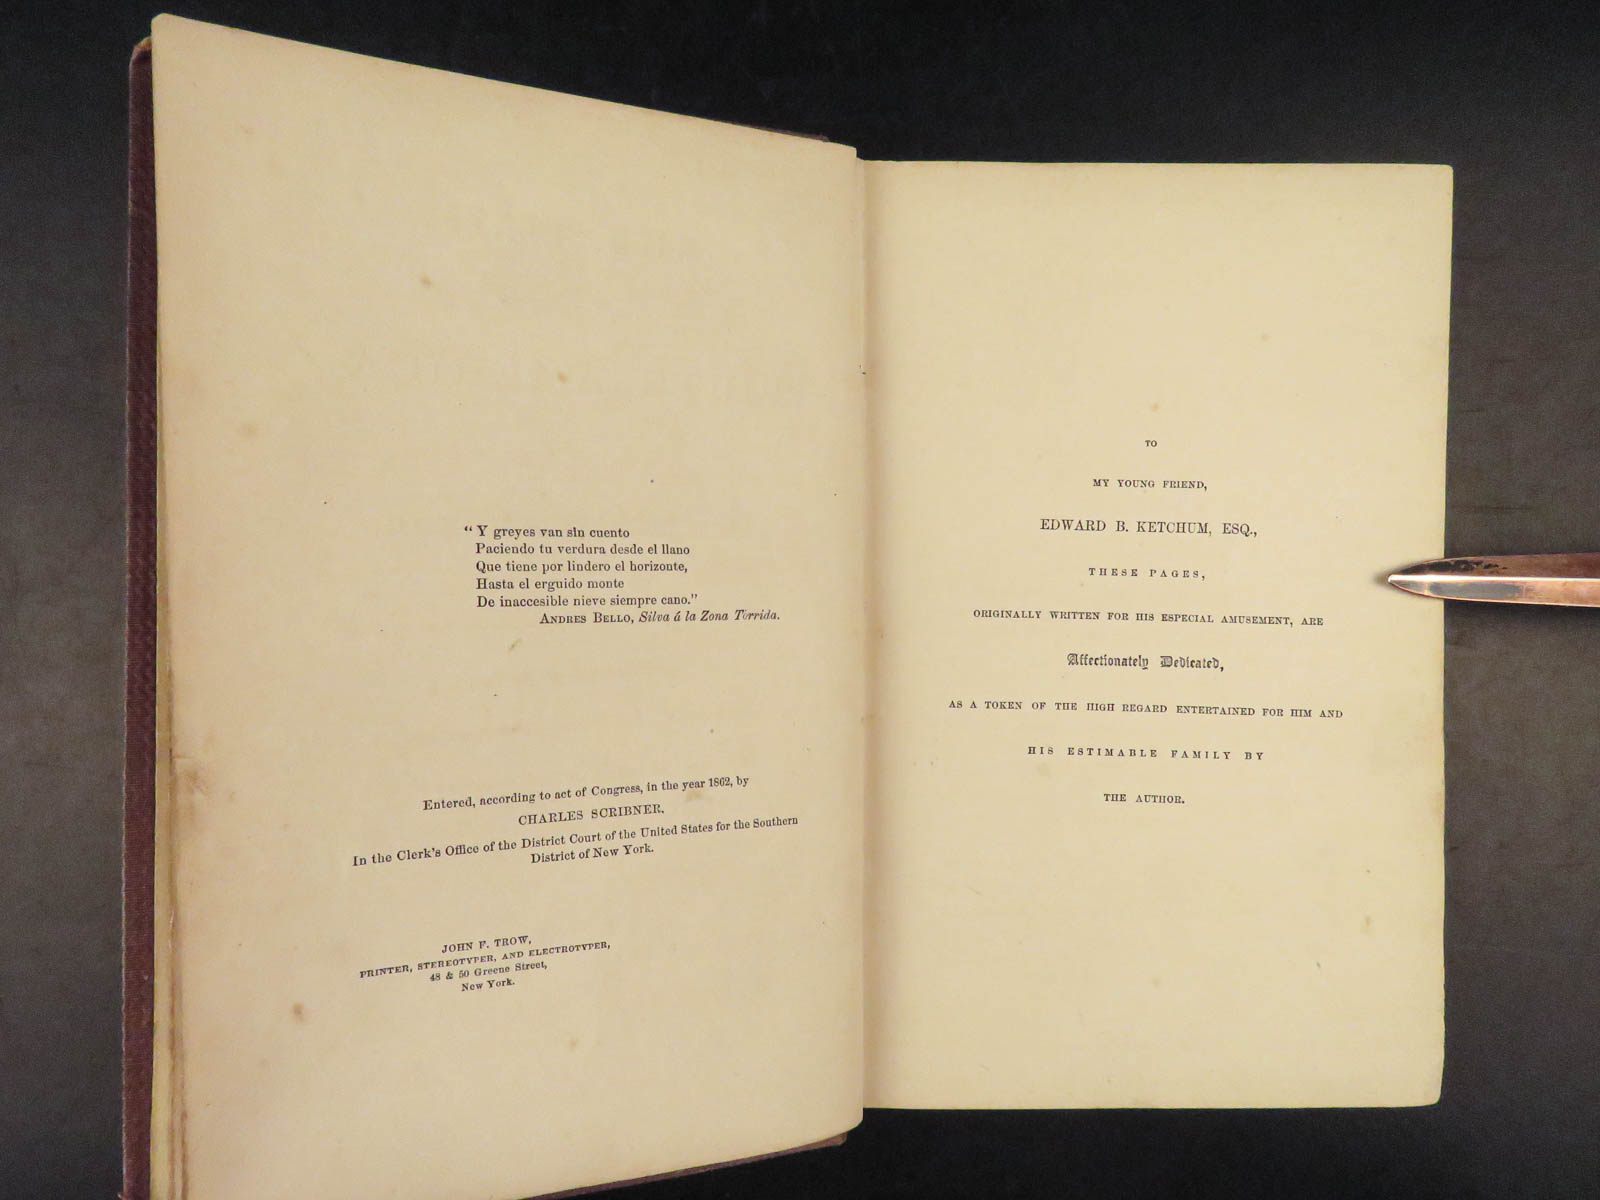 “Y greyes van sin cuento
Paciendo tu verdura desde el llano
Que tiene por lindero el horizonte,
Hasta el erguido monte
De inaccesible nieve siempre cano.”
ANDRES BELLO, Silva á la Zona Torrida.
Entered, according to act of Congress, in the year 1862, by
CHARLES SCRIBNER,
In the Clerk's Office of the District Court of the United States for the Southern
District of New York.
JOHN F. TROW,
PRINTER, STEREOTYPER, AND ELECTROTYPER,
48 & 50 Greene Street,
New York.
TO
MY YOUNG FRIEND,
EDWARD B. KETCHUM, ESQ.,
THESE PAGES,
ORIGINALLY WRITTEN FOR HIS ESPECIAL AMUSEMENT, ARE
Affectionately Dedicated,
AS A TOKEN OF THE HIGH REGARD ENTERTAINED FOR HIM AND
HIS ESTIMABLE FAMILY BY
THE AUTHOR.